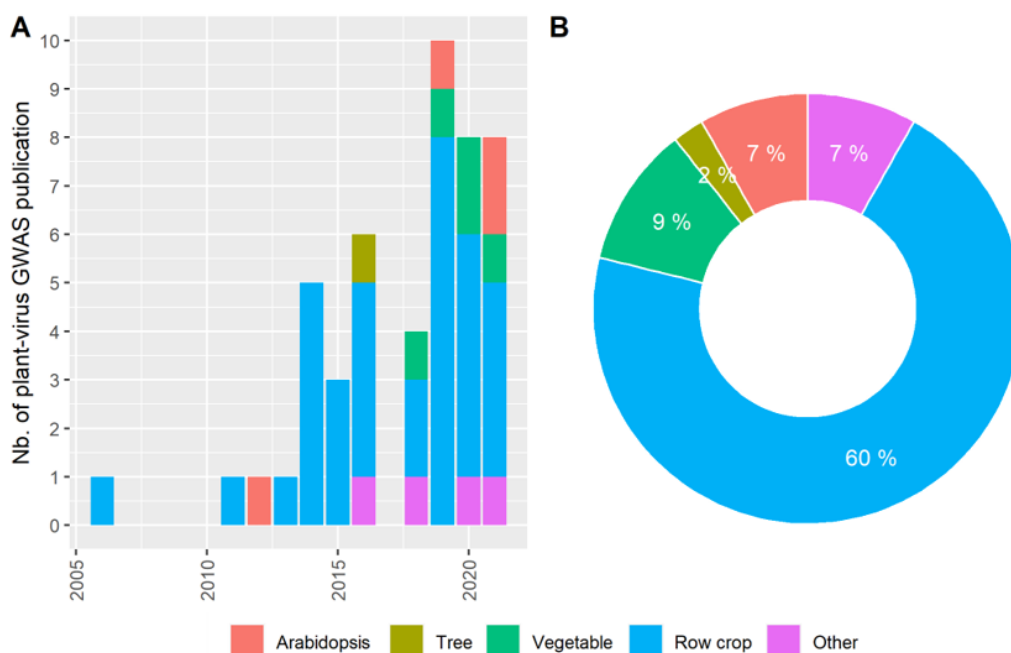 A
B
Nb. of plant-virus GWAS publication
10
9
8
7
6
5
4
3
2
1
0
2005
2010
2015
2020
7 %
7 %
2 %
9 %
60 %
Arabidopsis
Tree
Vegetable
Row crop
Other